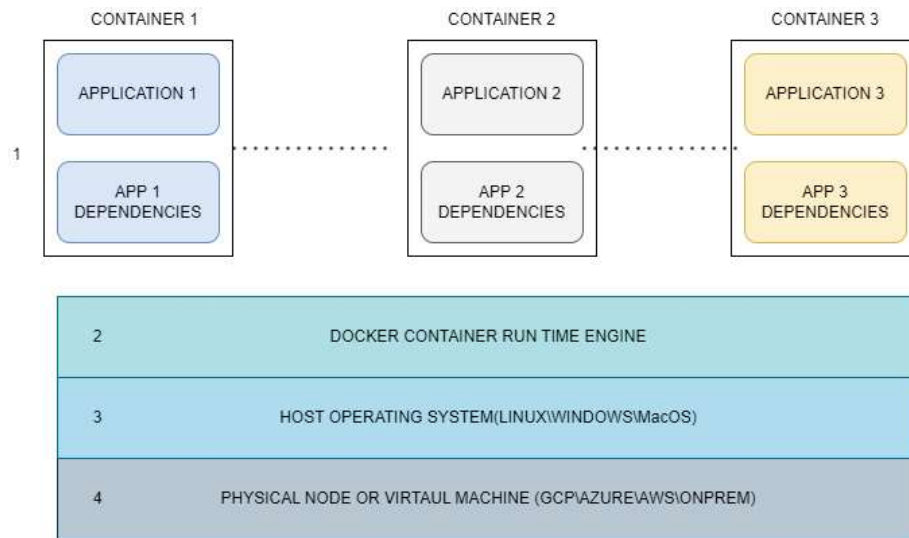 CONTAINER 1
CONTAINER 2
CONTAINER 3
APPLICATION 1
APPLICATION 2
APPLICATION 3
1
APP 1
DEPENDENCIES
APP 2
DEPENDENCIES
APP 3
DEPENDENCIES
2 DOCKER CONTAINER RUN TIME ENGINE
3 HOST OPERATING SYSTEM(LINUX\WINDOWS\MacOS)
4 PHYSICAL NODE OR VIRTAUL MACHINE (GCP\AZURE\AWS\ONPREM)